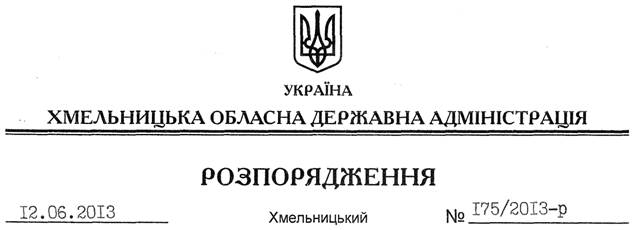 УКРАЇНА
ХМЕЛЬНИЦЬКА ОБЛАСНА ДЕРЖАВНА АДМІНІСТРАЦІЯ
РОЗПОРЯДЖЕННЯ
12.06.2013 Хмельницький № 175/2013-р